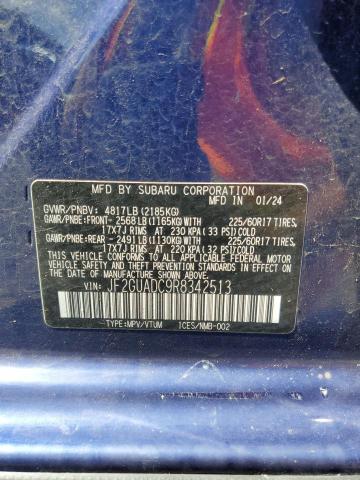 MFD. BY SUBARU CORPORATION
MFD IN 01/24
GVWR/PNBV: 4817LB (2185KG)
GAWR/PNBE:FRONT- 2568LB(1165KG)WITH 225/60R17 TIRES,
17X7J RIMS AT 230 KPA( 33 PSI)COLD
GAWR/PNBE:REAR - 2491LB(1130KG)WITH 225/60R17 TIRES,
17X7J RIMS AT 220 KPA( 32 PSI)COLD
THIS VEHICLE CONFORMS TO ALL APPLICABLE FEDERAL MOTOR
VEHICLE SAFETY, BUMPER, AND THEFT PREVENTION STANDARDS
IN EFFECT ON THE DATE OF MANUFACTURE SHOWN ABOVE.
VIN: JF2GUADC9R8342513
TYPE:MPV/VTUM ICES/NMB-002